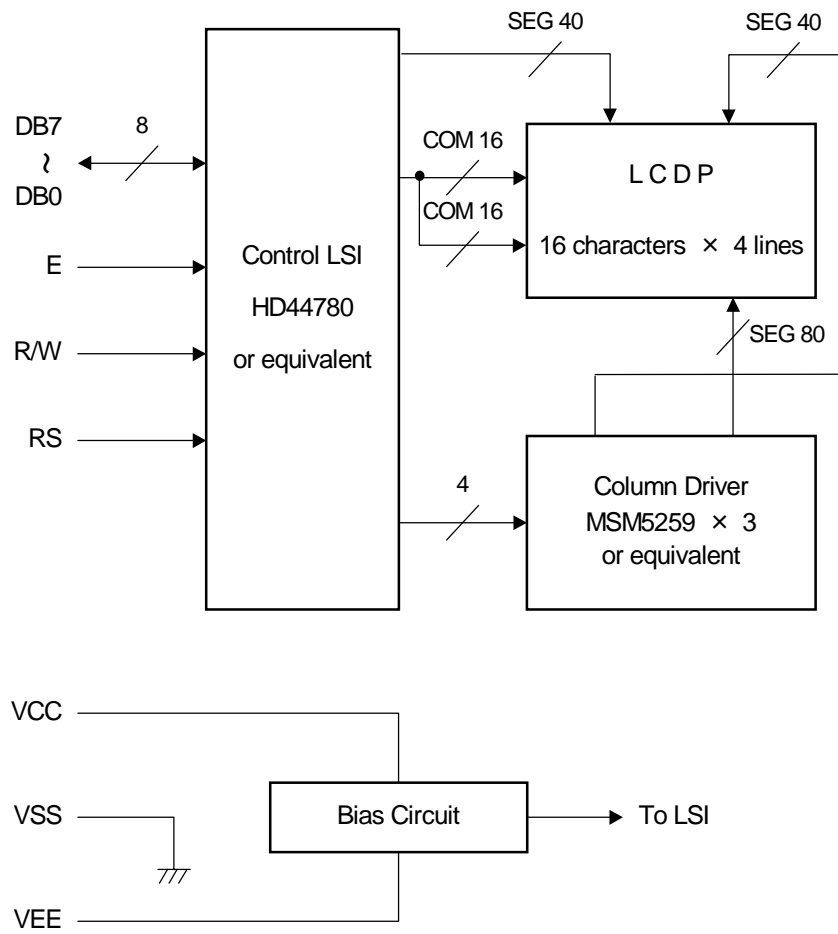 SEG 40
SEG 40
DB7
~
DB0
8
COM 16
COM 16
L C D P
16 characters × 4 lines
E
Control LSI
HD44780
or equivalent
R/W
SEG 80
RS
4
Column Driver
MSM5259 × 3
or equivalent
VCC
VSS
Bias Circuit
To LSI
VEE